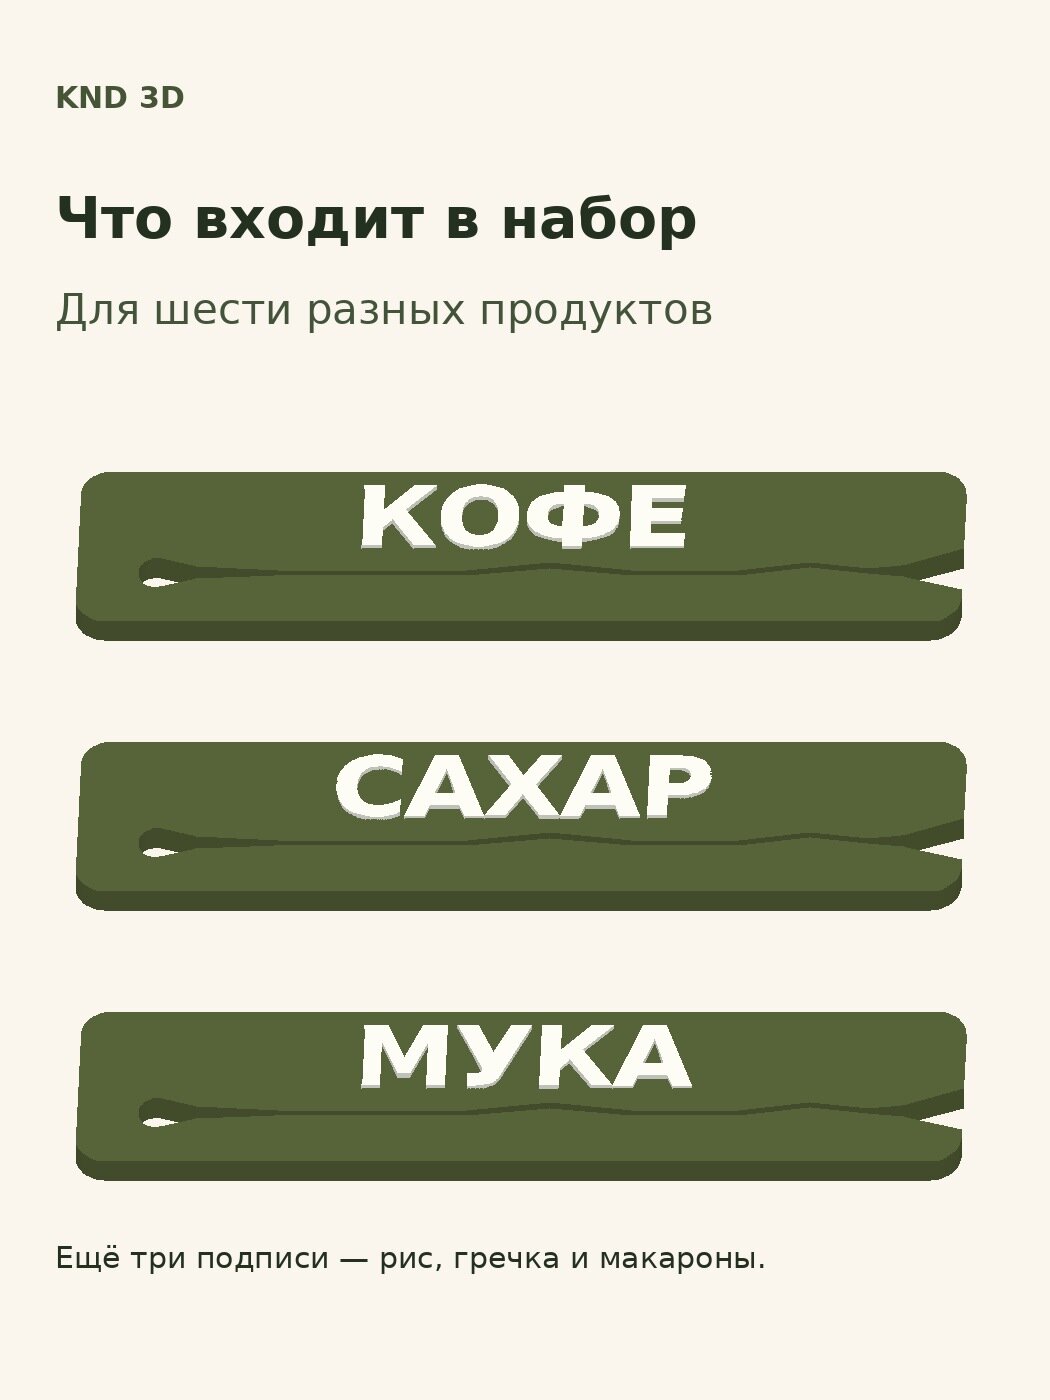 KND 3D
Что входит в набор
Для шести разных продуктов
КОФЕ
САХАР
МУКА
Ещё три подписи — рис, гречка и макароны.